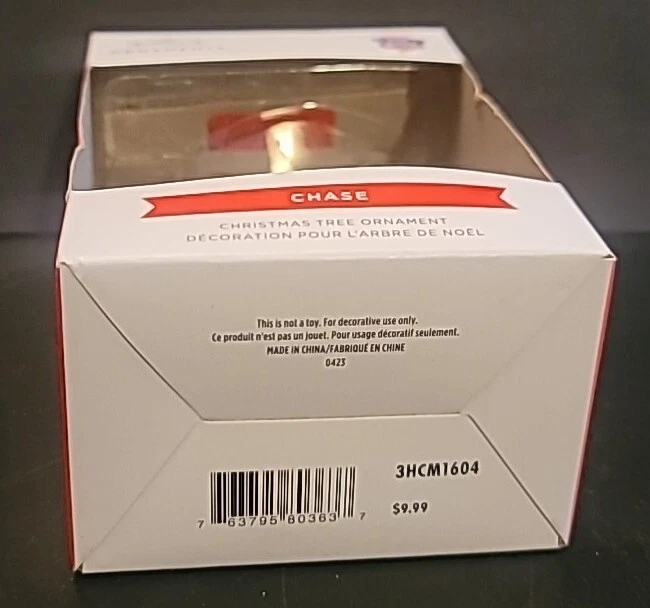 CHASE
CHRISTMAS TREE ORNAMENT
DÉCORATION POUR L'ARBRE DE NOËL
This is not a toy. For decorative use only.
Ce produit n'est pas un jouet. Pour usage décoratif seulement.
MADE IN CHINA/FABRIQUÉ EN CHINE
0423
3HCM1604
$9.99
7 63795 80363 7